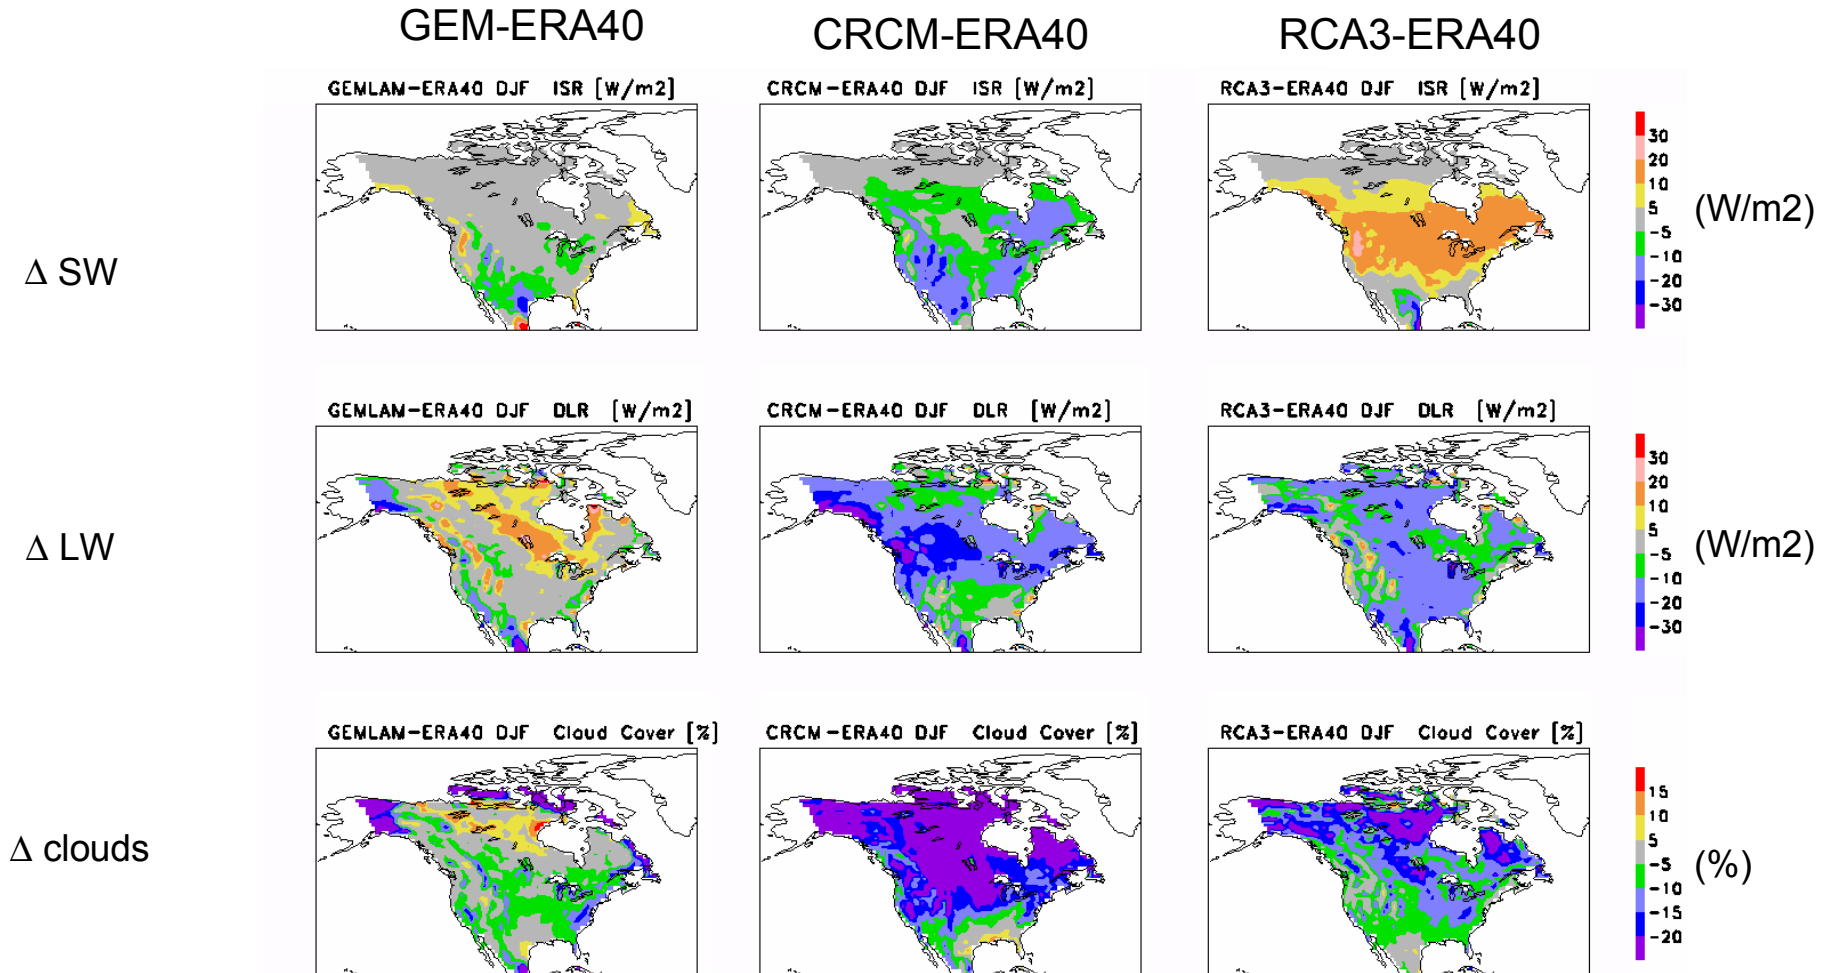 GEM-ERA40
CRCM-ERA40
RCA3-ERA40
GEMLAM-ERA40 DJF ISR [W/m2]
CRCM-ERA40 DJF ISR [W/m2]
RCA3-ERA40 DJF ISR [W/m2]
30
20
10
5
-5
-10
-20
-30
(W/m2)
Δ SW
GEMLAM-ERA40 DJF DLR [W/m2]
CRCM-ERA40 DJF DLR [W/m2]
RCA3-ERA40 DJF DLR [W/m2]
30
20
10
5
-5
-10
-20
-30
(W/m2)
Δ LW
GEMLAM-ERA40 DJF Cloud Cover [%]
CRCM-ERA40 DJF Cloud Cover [%]
RCA3-ERA40 DJF Cloud Cover [%]
15
10
5
-5
-10
-15
-20
(%)
Δ clouds